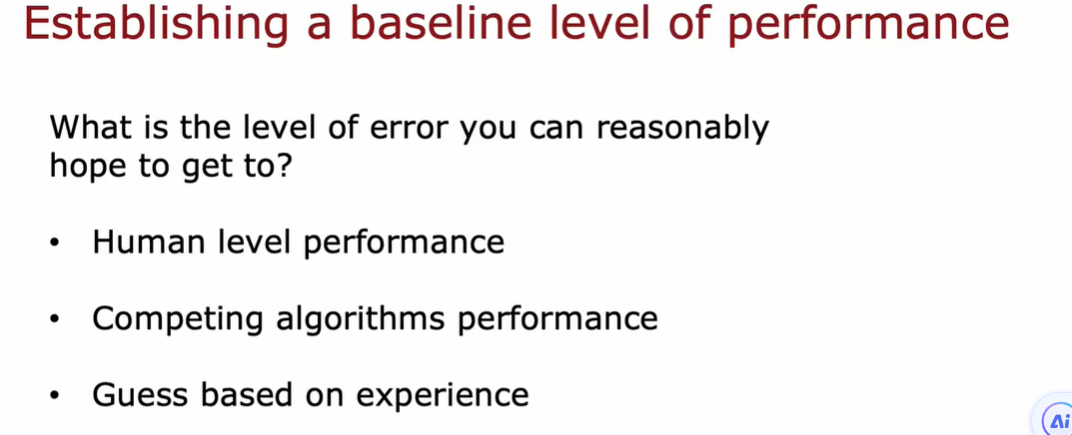 Establishing a baseline level of performance
What is the level of error you can reasonably
hope to get to?
• Human level performance
• Competing algorithms performance
• Guess based on experience
Ai